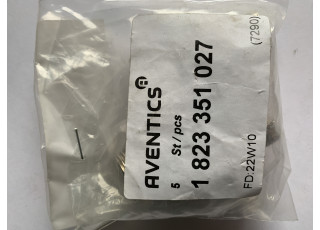 (7290)
AVENTICS
5 St / pcs
1 823 351 027
FD:22W10